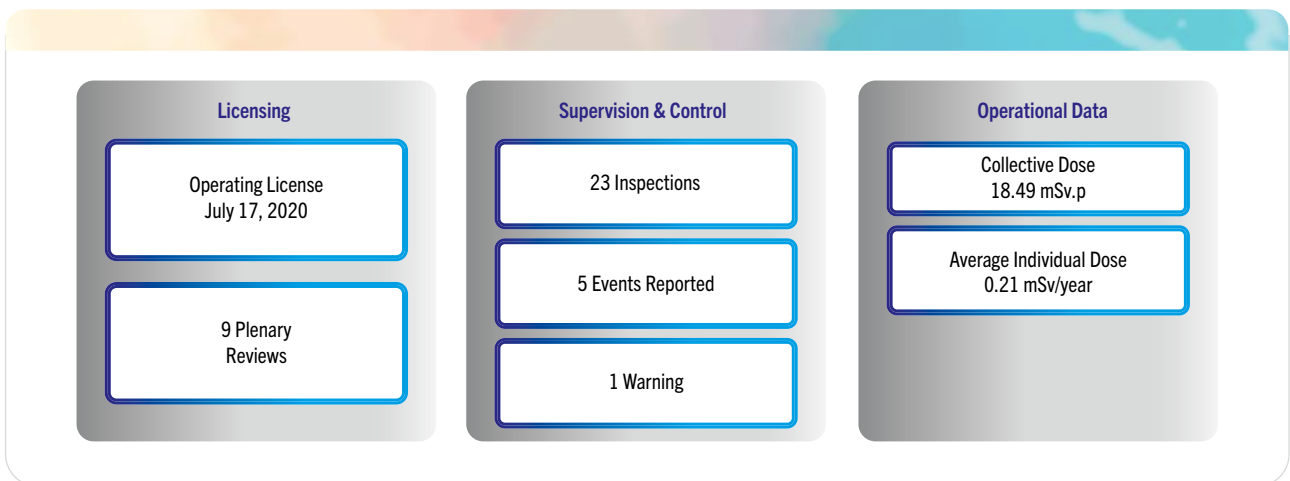 Licensing
Operating License
July 17, 2020
9 Plenary
Reviews
Supervision & Control
23 Inspections
5 Events Reported
1 Warning
Operational Data
Collective Dose
18.49 mSv.p
Average Individual Dose
0.21 mSv/year